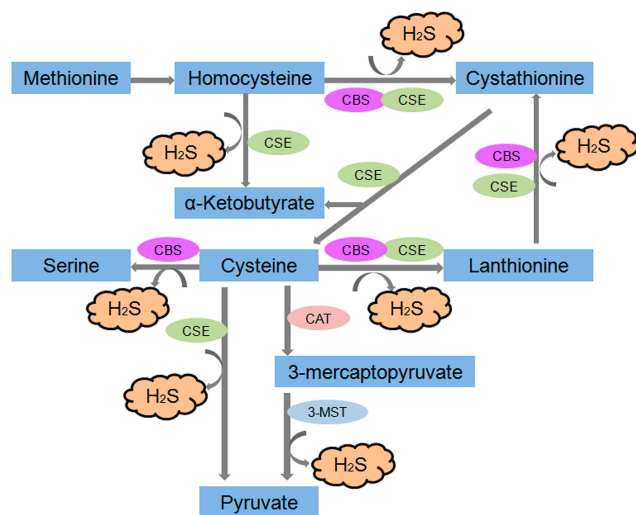 H₂S
Methionine
Homocysteine
Cystathionine
CBS
CSE
H₂S
CSE
CBS
H₂S
CSE
CSE
α-Ketobutyrate
CBS
CBS
CSE
Serine
Cysteine
Lanthionine
H₂S
H₂S
CSE
CAT
3-mercaptopyruvate
H₂S
3-MST
H₂S
Pyruvate